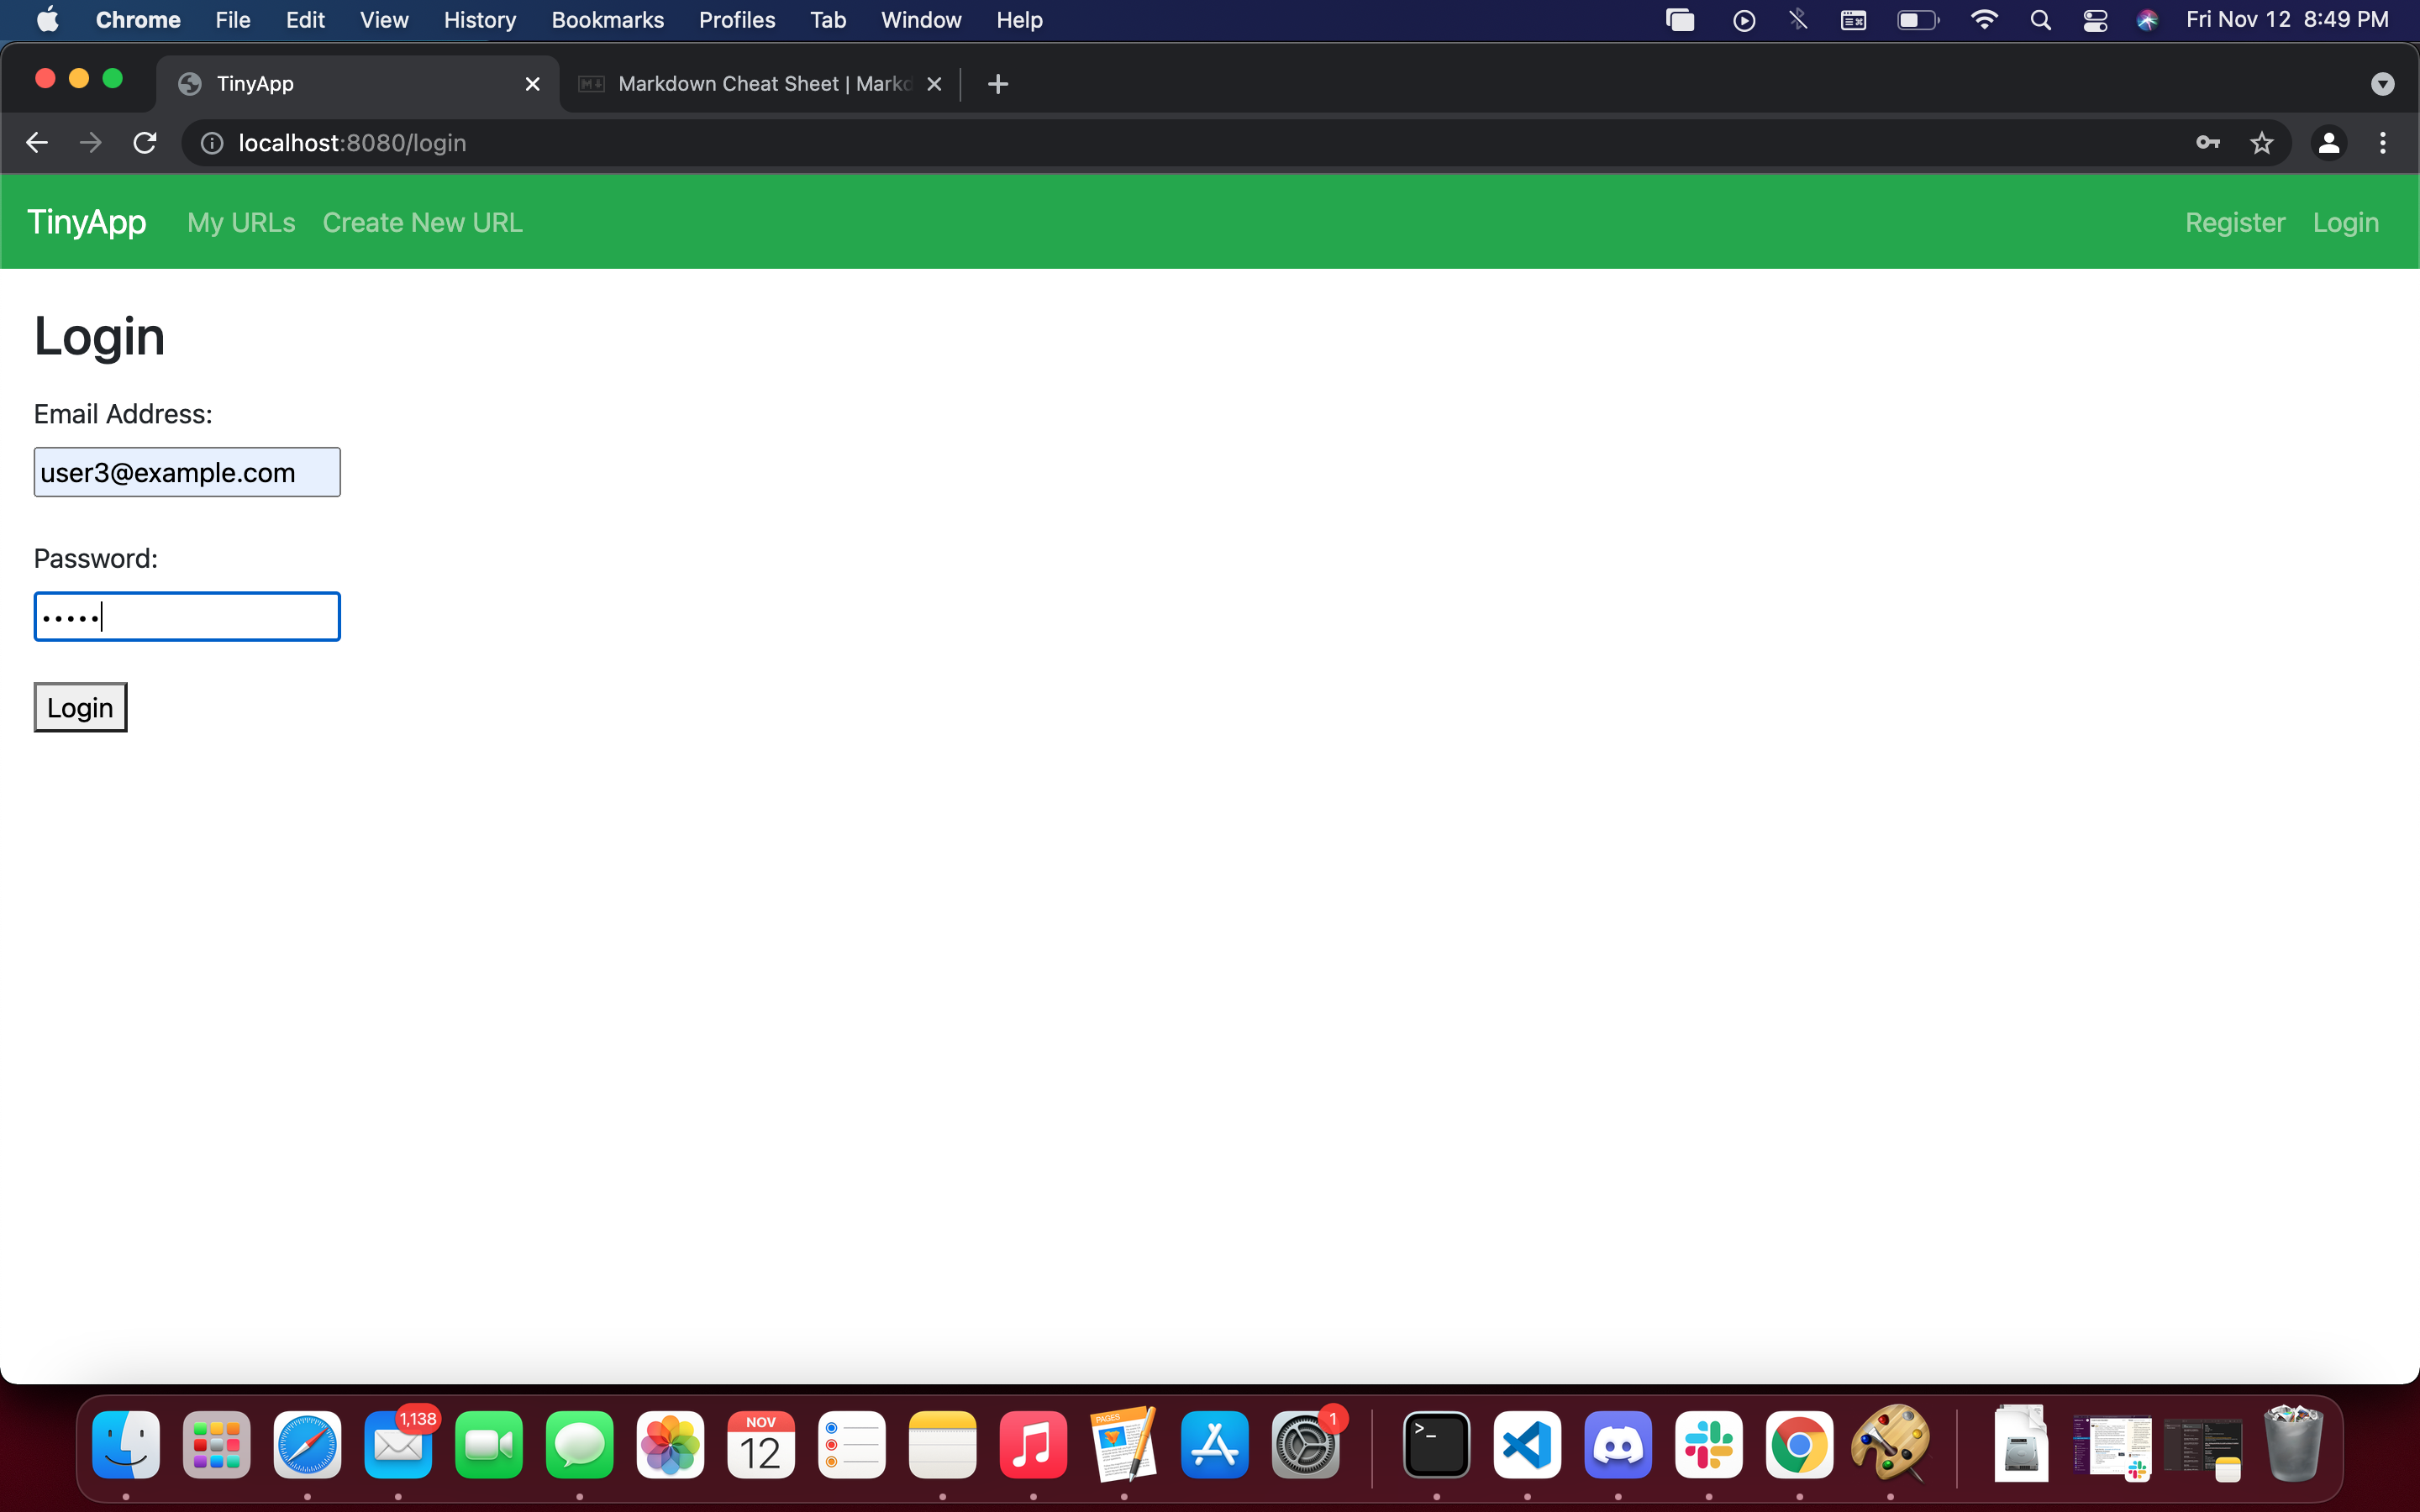 Chrome File Edit View History Bookmarks Profiles Tab Window Help Fri Nov 12 8:49 PM
TinyApp Markdown Cheat Sheet | Markd
localhost:8080/login
TinyApp My URLs Create New URL Register Login
Login
Email Address:
user3@example.com
Password:
•••••
Login
1,138
NOV
12
PAGES
1
>_